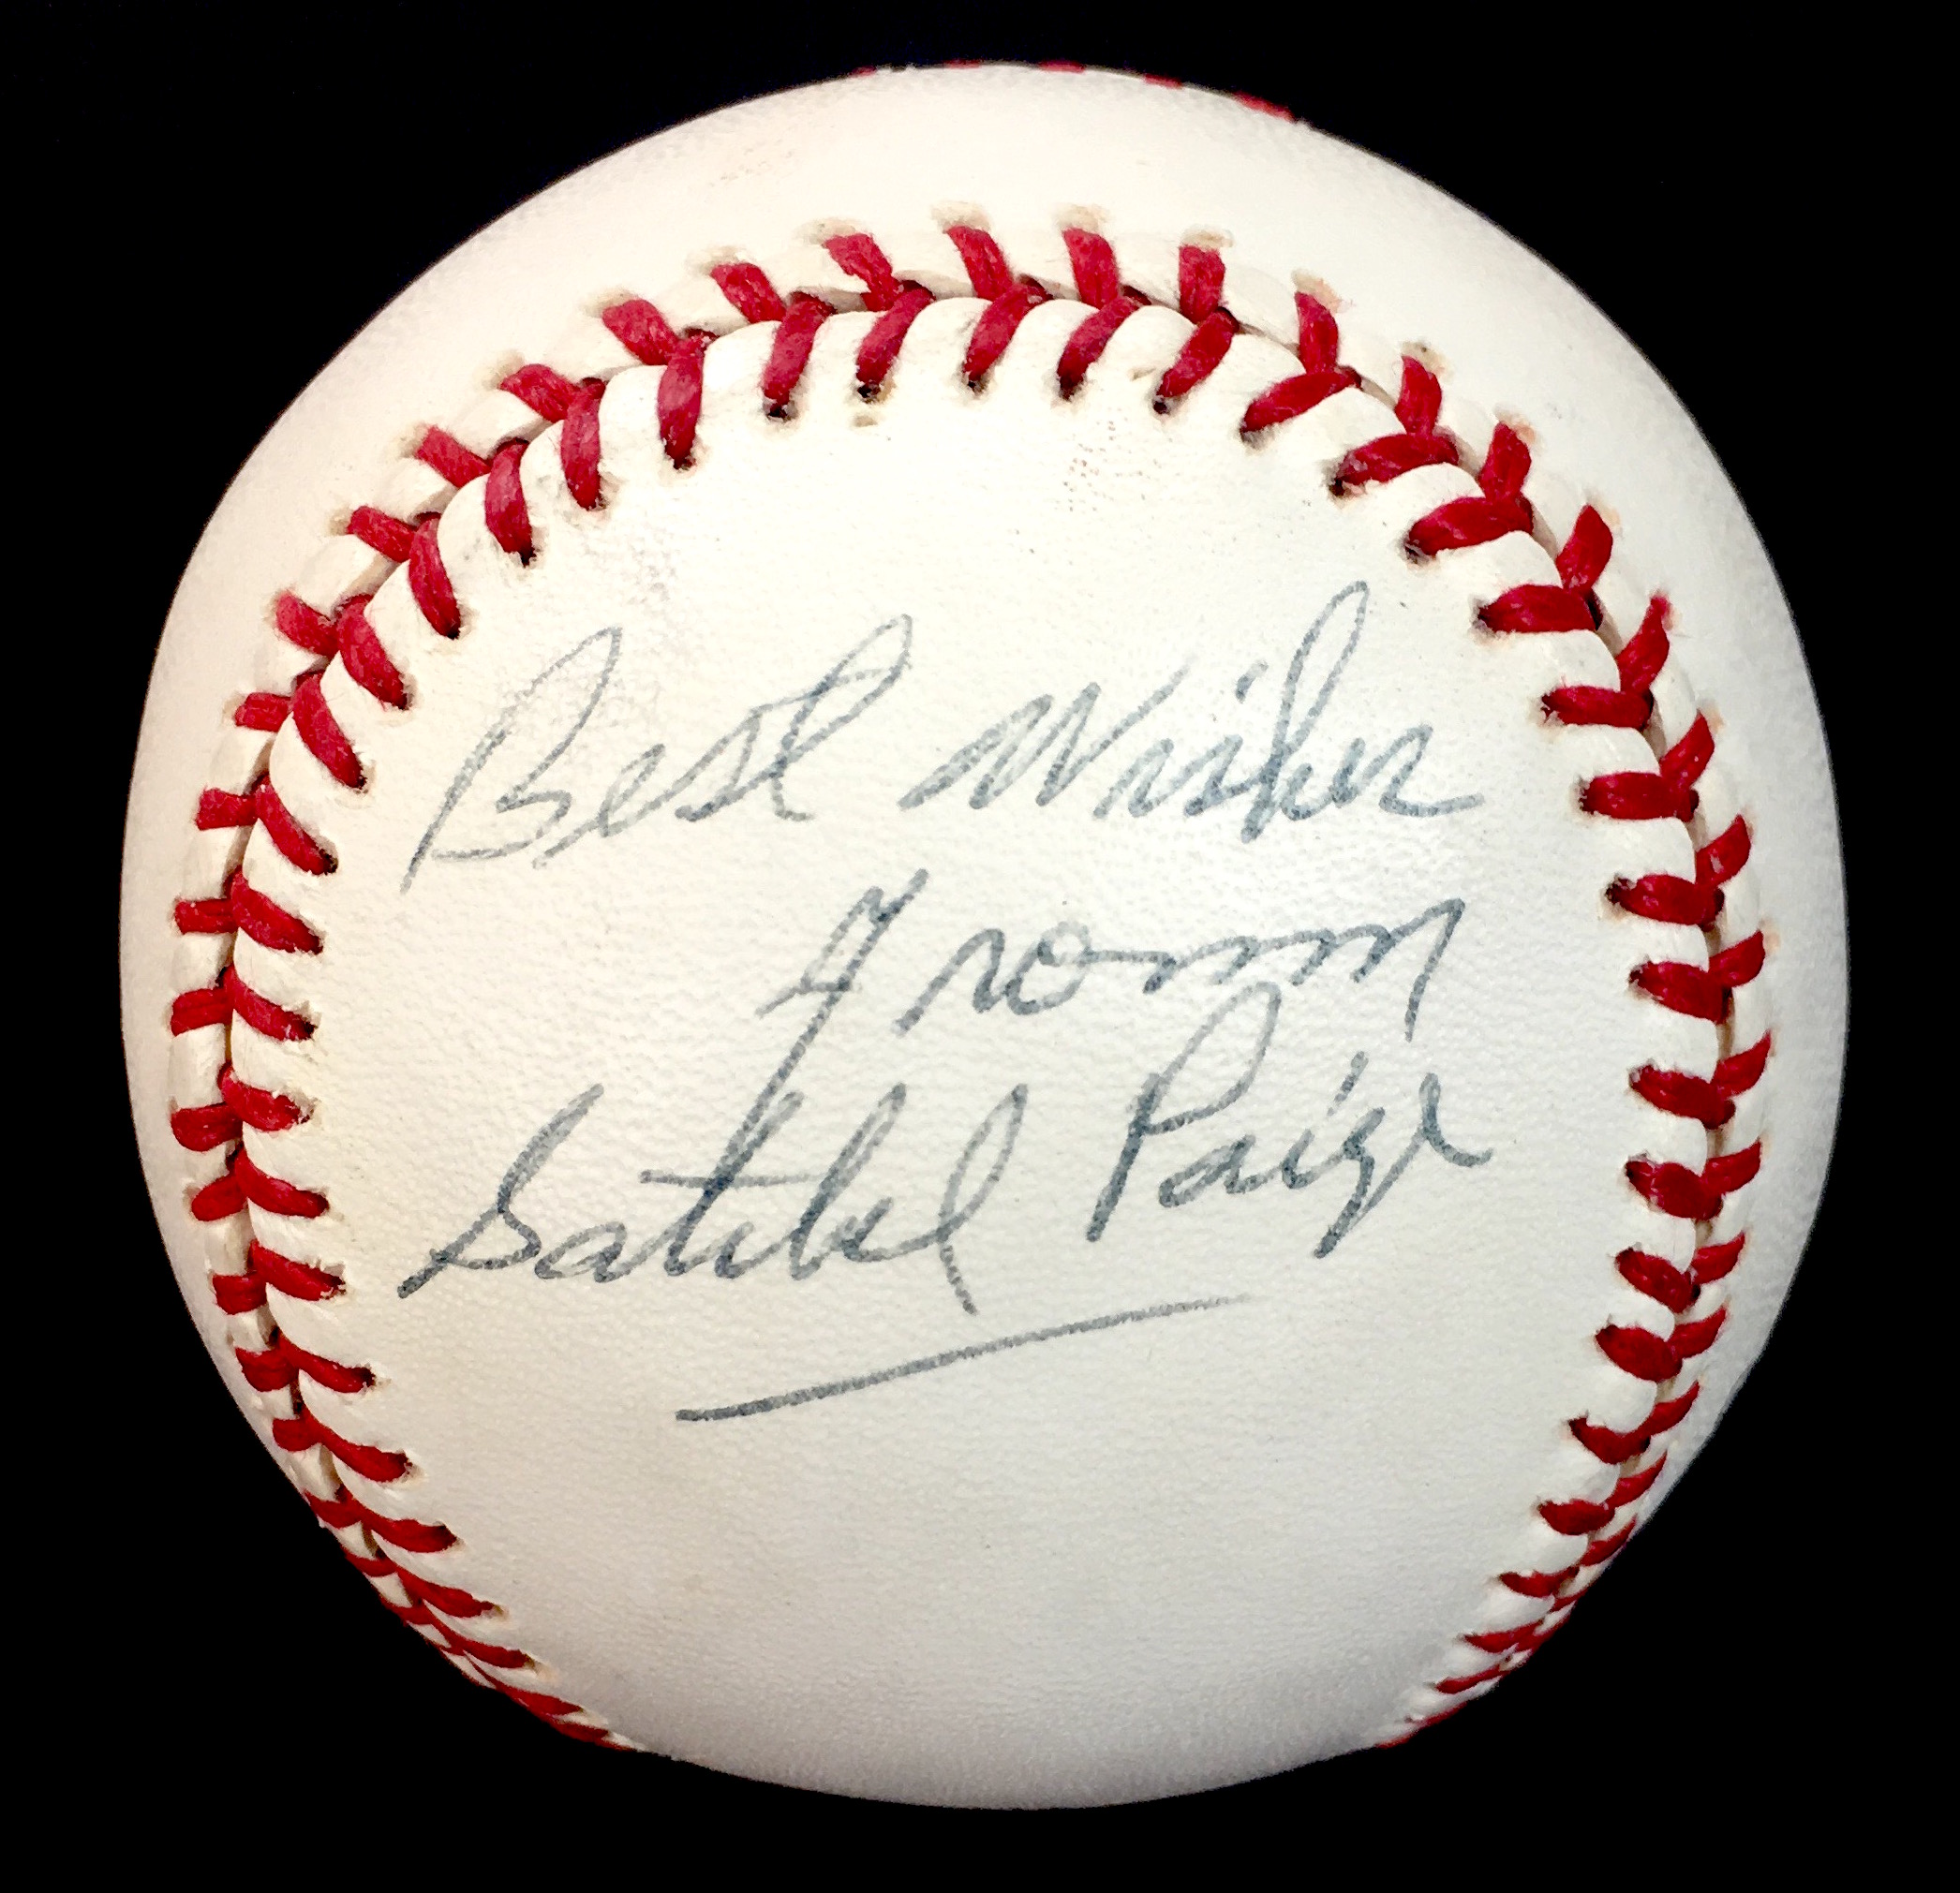 Best Wishes
From
Satchel Paige